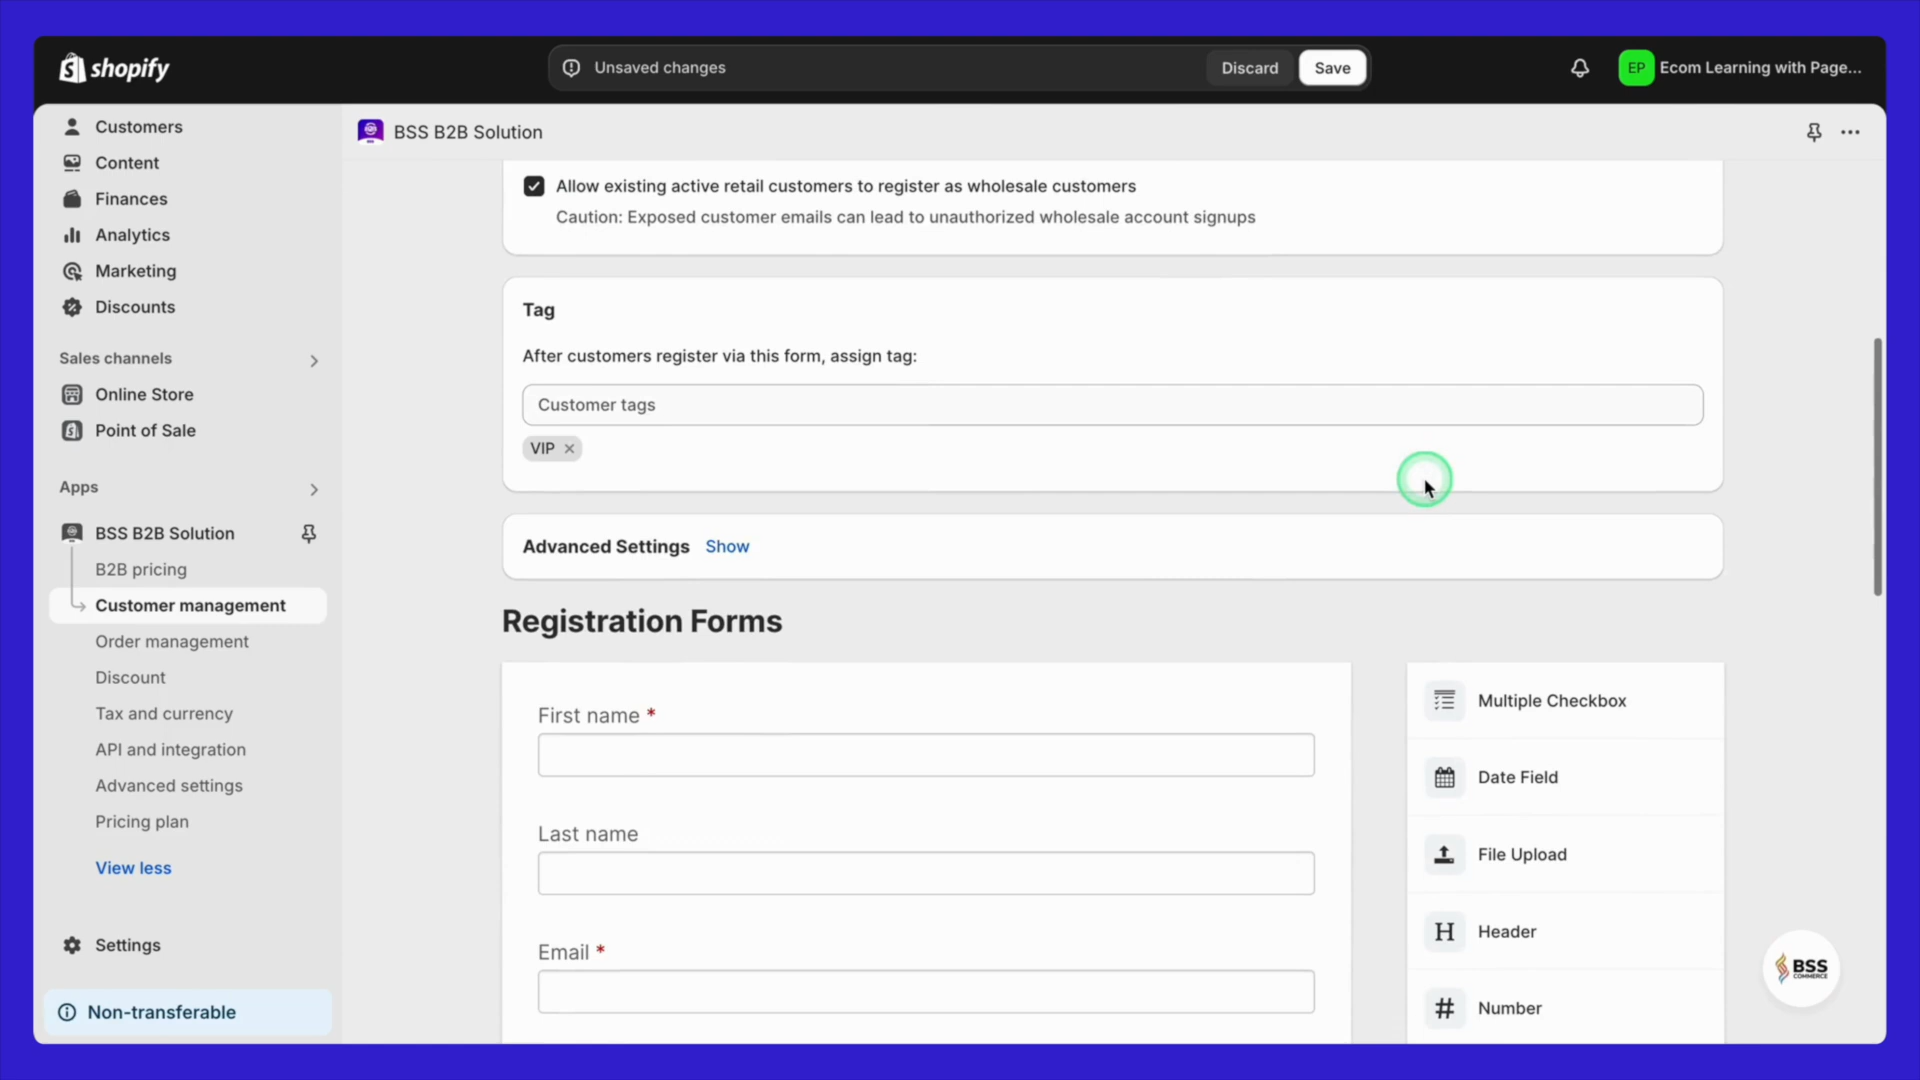 shopify
Unsaved changes
Discard
Save
EP
Ecom Learning with Page...
Customers
Content
Finances
Analytics
Marketing
Discounts
Sales channels
Online Store
Point of Sale
Apps
BSS B2B Solution
B2B pricing
Customer management
Order management
Discount
Tax and currency
API and integration
Advanced settings
Pricing plan
View less
Settings
Non-transferable
BSS B2B Solution
Allow existing active retail customers to register as wholesale customers
Caution: Exposed customer emails can lead to unauthorized wholesale account signups
Tag
After customers register via this form, assign tag:
Customer tags
VIP
Advanced Settings Show
Registration Forms
First name *
Last name
Email *
Multiple Checkbox
Date Field
File Upload
H Header
# Number
BSS
COMMERCE